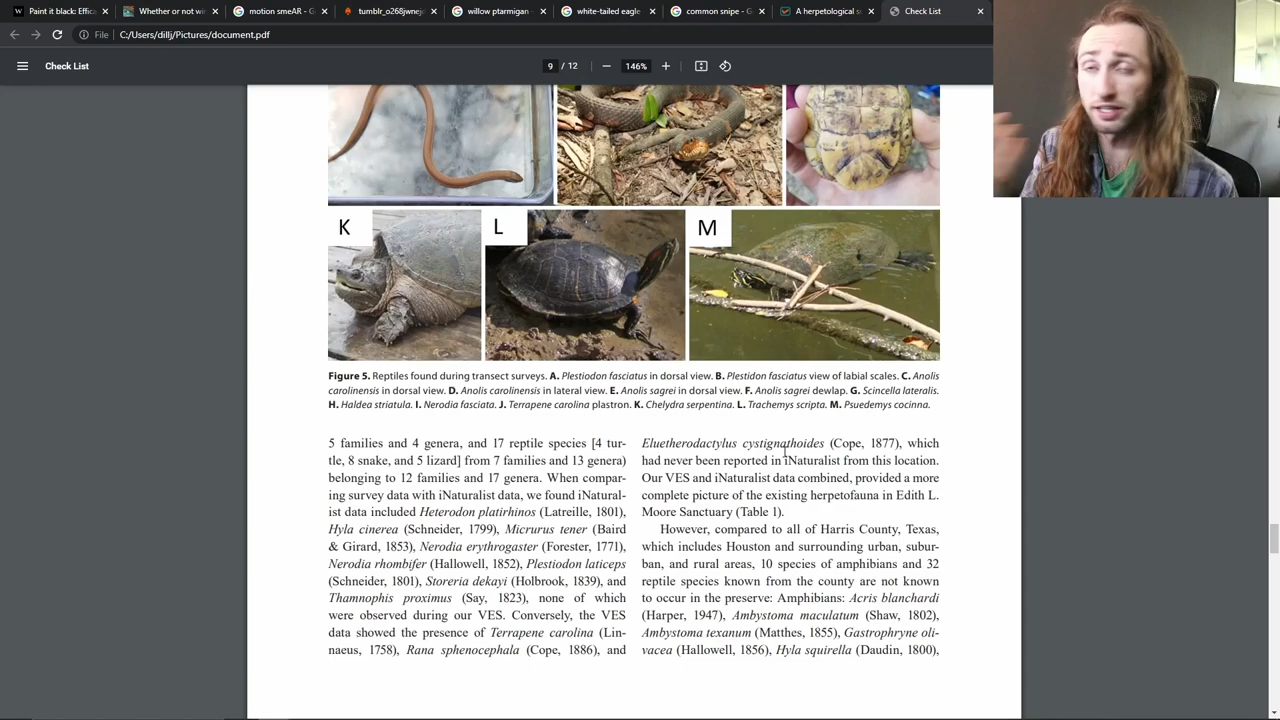 Paint it black: Effica
Whether or not wi
motion smeAR - G
tumblr_o268jwnejc
willow ptarmigan
white-tailed eagle
common snipe - G
A herpetological s
Check List
File
C:/Users/dillj/Pictures/document.pdf
Check List
9 / 12
146%
K
L
M
Figure 5. Reptiles found during transect surveys. A. Plestiodon fasciatus in dorsal view. B. Plestidon fasciatus view of labial scales. C. Anolis
carolinensis in dorsal view. D. Anolis carolinensis in lateral view. E. Anolis sagrei in dorsal view. F. Anolis sagrei dewlap. G. Scincella lateralis.
H. Haldea striatula. I. Nerodia fasciata. J. Terrapene carolina plastron. K. Chelydra serpentina. L. Trachemys scripta. M. Psuedemys cocinna.
5 families and 4 genera, and 17 reptile species [4 tur-
tle, 8 snake, and 5 lizard] from 7 families and 13 genera)
belonging to 12 families and 17 genera. When compar-
ing survey data with iNaturalist data, we found iNatural-
ist data included Heterodon platirhinos (Latreille, 1801),
Hyla cinerea (Schneider, 1799), Micrurus tener (Baird
& Girard, 1853), Nerodia erythrogaster (Forester, 1771),
Nerodia rhombifer (Hallowell, 1852), Plestiodon laticeps
(Schneider, 1801), Storeria dekayi (Holbrook, 1839), and
Thamnophis proximus (Say, 1823), none of which
were observed during our VES. Conversely, the VES
data showed the presence of Terrapene carolina (Lin-
naeus, 1758), Rana sphenocephala (Cope, 1886), and
Eluetherodactylus cystignathoides (Cope, 1877), which
had never been reported in iNaturalist from this location.
Our VES and iNaturalist data combined, provided a more
complete picture of the existing herpetofauna in Edith L.
Moore Sanctuary (Table 1).
However, compared to all of Harris County, Texas,
which includes Houston and surrounding urban, subur-
ban, and rural areas, 10 species of amphibians and 32
reptile species known from the county are not known
to occur in the preserve: Amphibians: Acris blanchardi
(Harper, 1947), Ambystoma maculatum (Shaw, 1802),
Ambystoma texanum (Matthes, 1855), Gastrophryne oli-
vacea (Hallowell, 1856), Hyla squirella (Daudin, 1800),